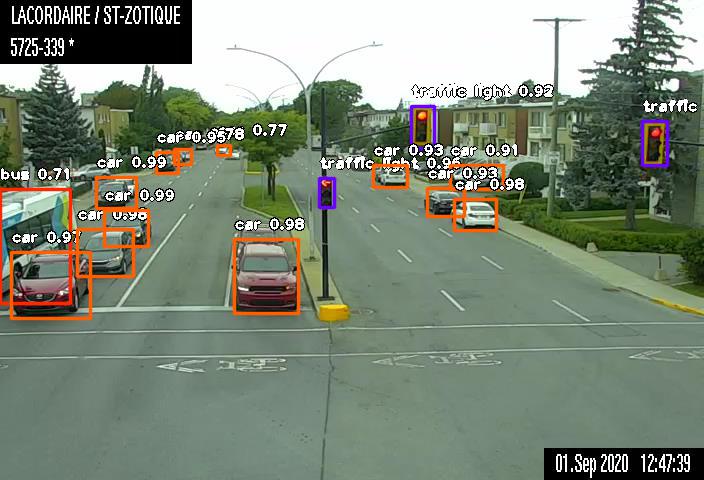 LACORDAIRE / ST-ZOTIQUE
5725-339 *
traffic light 0.92
traffic
car 0.95
0.77
car 0.93
car 0.91
traffic light 0.96
car 0.99
car 0.93
bus 0.71
car 0.98
car 0.99
car 0.98
car 0.98
car 0.97
01.Sep 2020 12:47:39